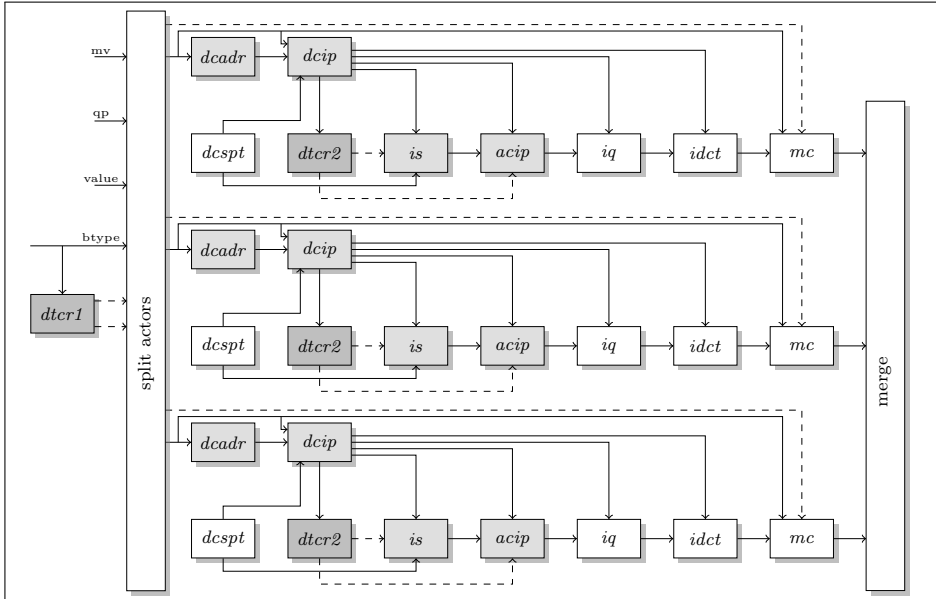 mv
qp
value
btype
dtcr1
split actors
dcadr
dcip
dcspt
dtcr2
is
acip
iq
idct
mc
dcadr
dcip
dcspt
dtcr2
is
acip
iq
idct
mc
dcadr
dcip
dcspt
dtcr2
is
acip
iq
idct
mc
merge